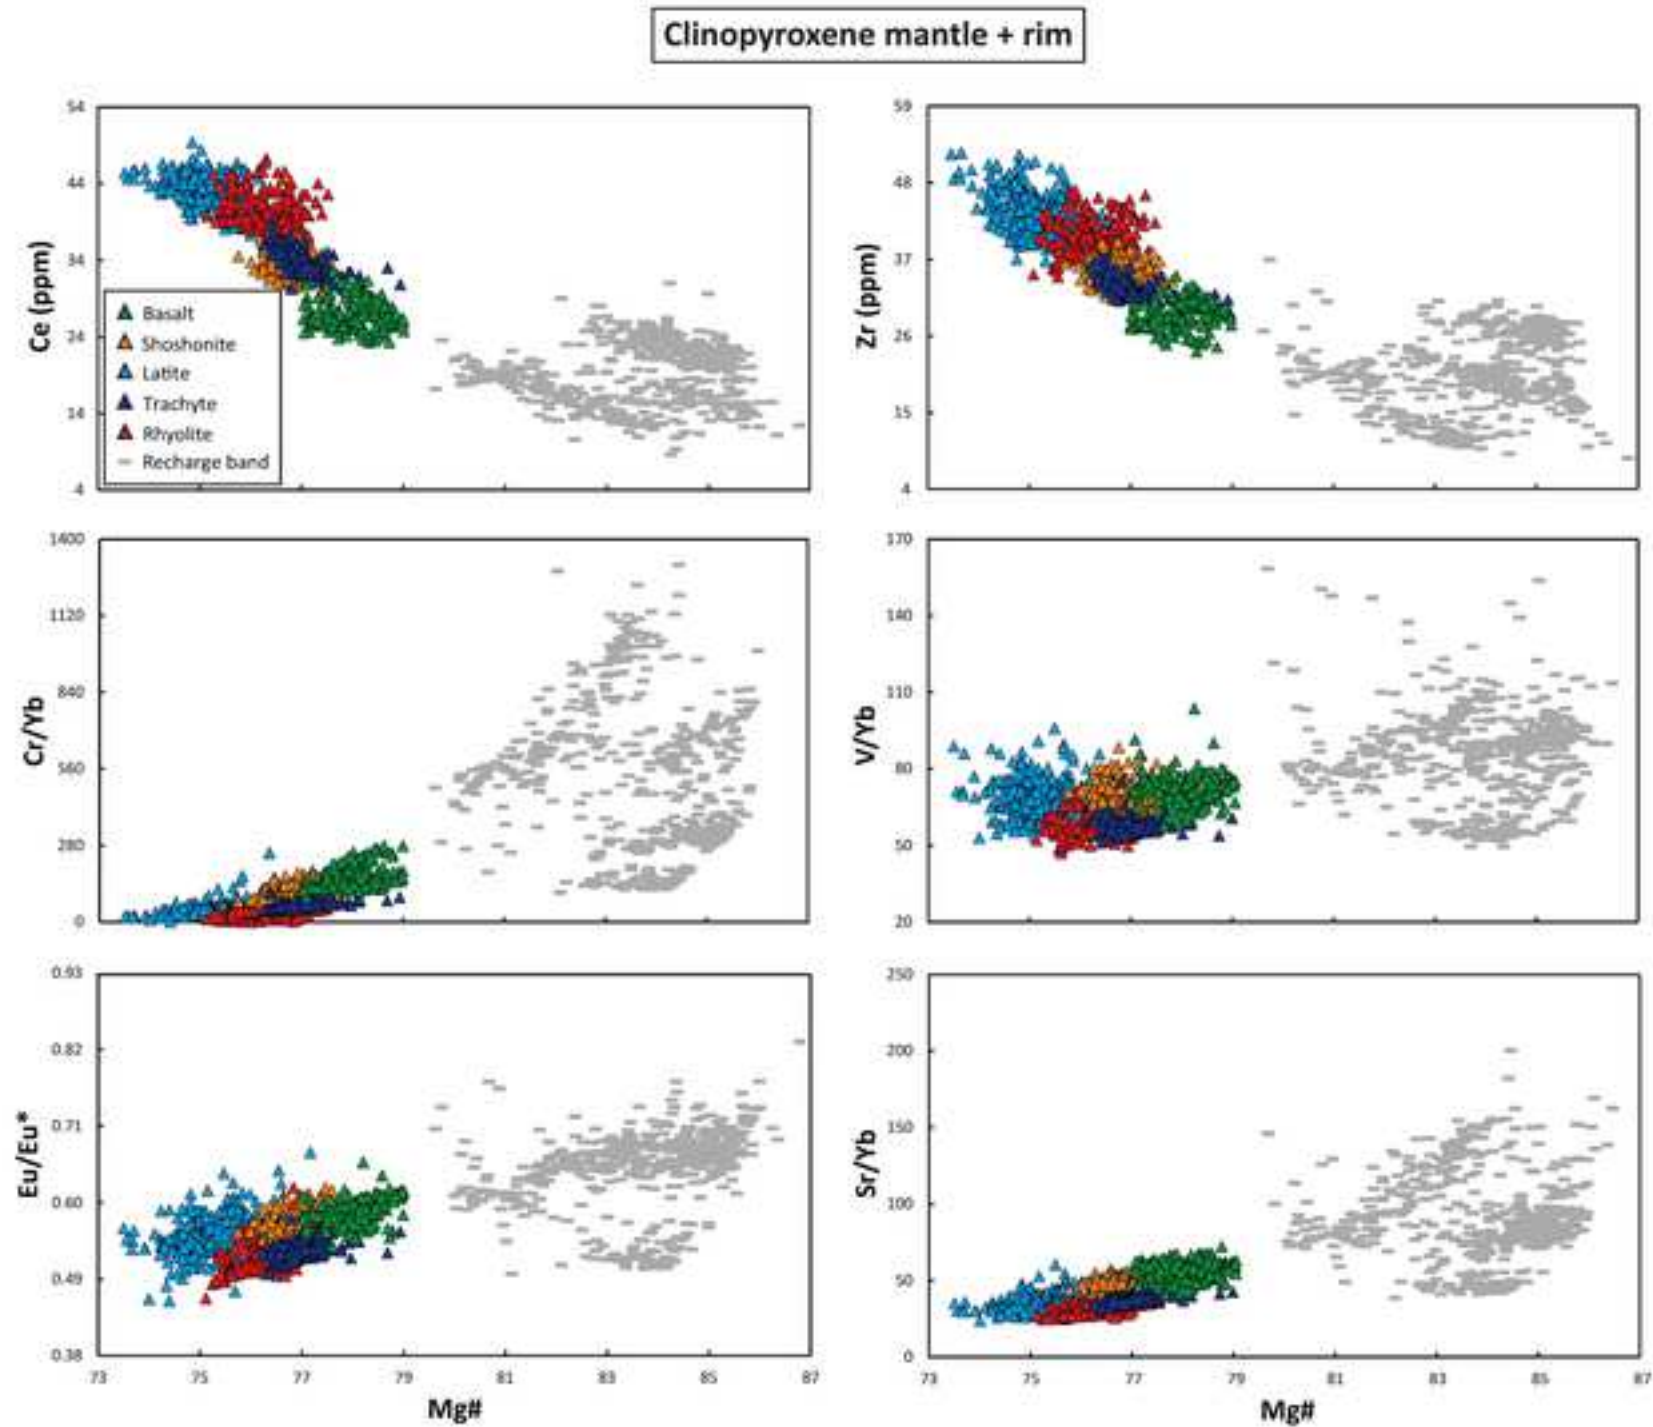 Clinopyroxene mantle + rim
54
44
34
24
14
4
Ce (ppm)
Basalt
Shoshonite
Latite
Trachyte
Rhyolite
Recharge band
59
48
37
26
15
4
Zr (ppm)
1400
1120
840
560
280
0
Cr/Yb
170
140
110
80
50
20
V/Yb
0.93
0.82
0.71
0.60
0.49
0.38
Eu/Eu*
73 75 77 79 81 83 85 87
Mg#
250
200
150
100
50
0
Sr/Yb
73 75 77 79 81 83 85 87
Mg#